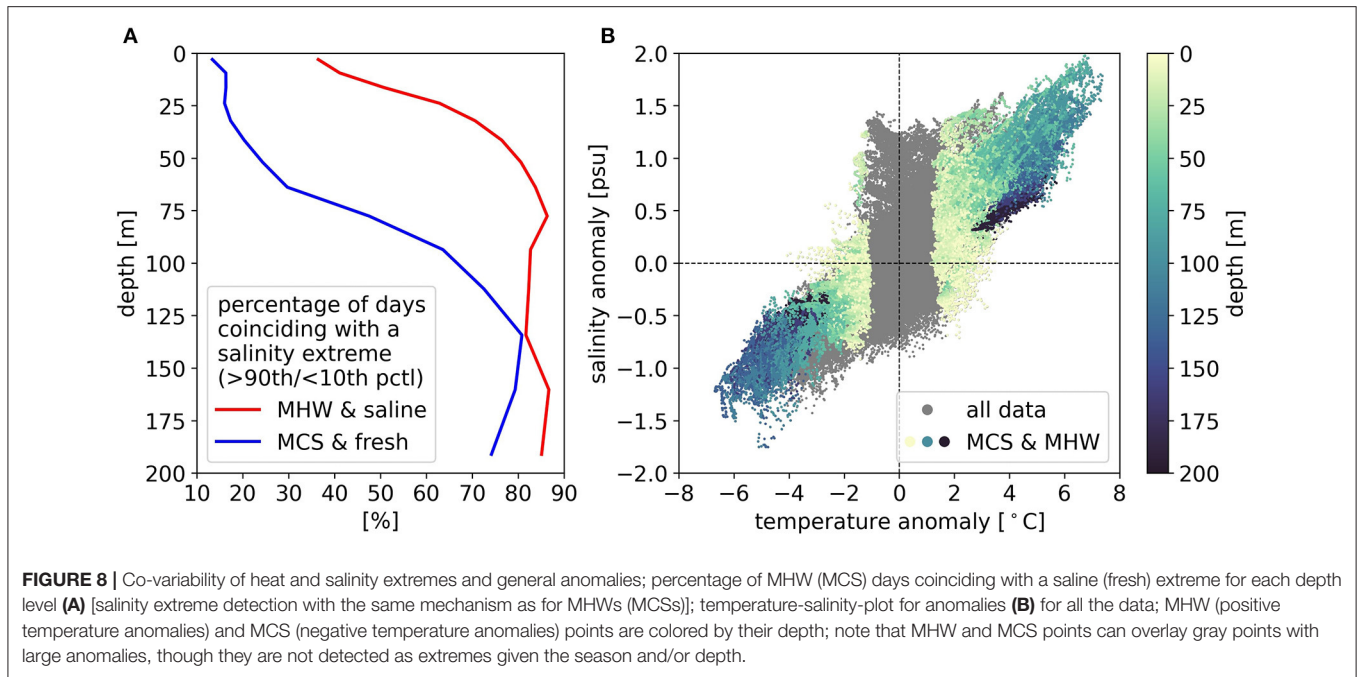 A
B
0
25
50
75
100
125
150
175
200
depth [m]
percentage of days
coinciding with a
salinity extreme
(>90th/<10th pctl)
MHW & saline
MCS & fresh
10 20 30 40 50 60 70 80 90
[%]
2.0
1.5
1.0
0.5
0.0
−0.5
−1.0
−1.5
−2.0
salinity anomaly [psu]
all data
MCS & MHW
−8 −6 −4 −2 0 2 4 6 8
temperature anomaly [°C]
0
25
50
75
100
125
150
175
200
depth [m]
FIGURE 8 | Co-variability of heat and salinity extremes and general anomalies; percentage of MHW (MCS) days coinciding with a saline (fresh) extreme for each depth
level (A) [salinity extreme detection with the same mechanism as for MHWs (MCSs)]; temperature-salinity-plot for anomalies (B) for all the data; MHW (positive
temperature anomalies) and MCS (negative temperature anomalies) points are colored by their depth; note that MHW and MCS points can overlay gray points with
large anomalies, though they are not detected as extremes given the season and/or depth.